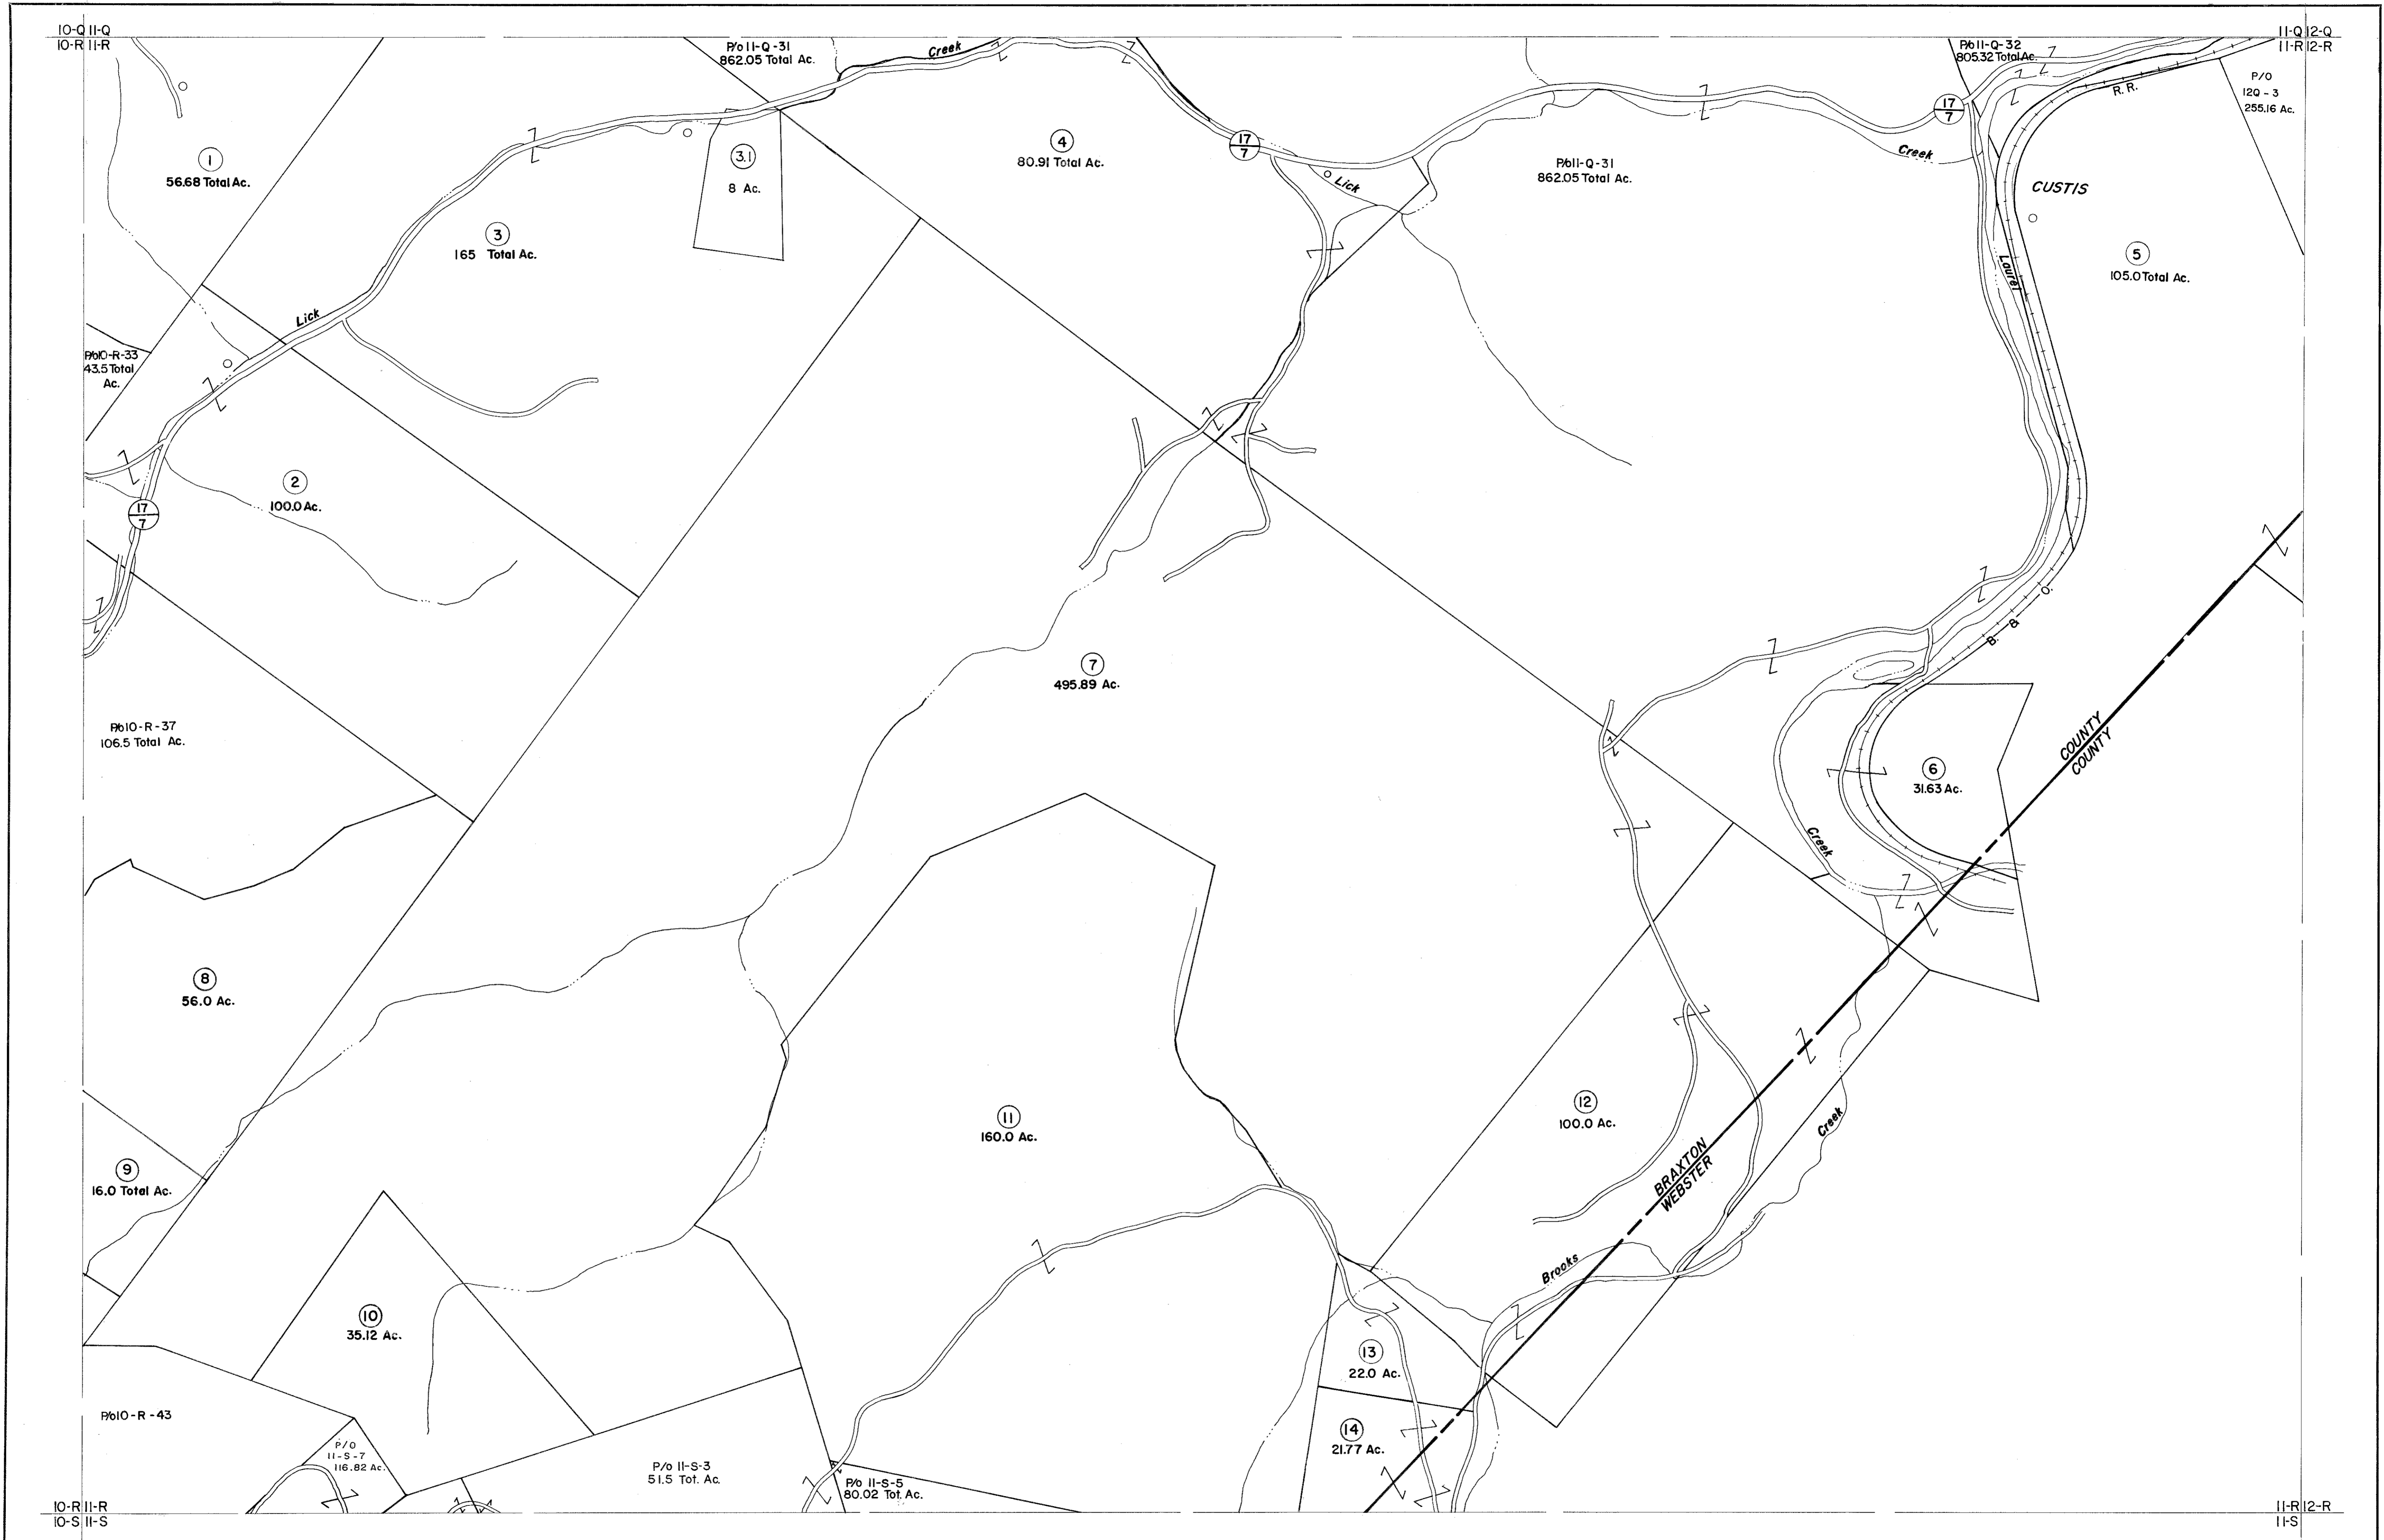 10-Q 11-Q
10-R 11-R
P/o 11-Q-31
862.05 Total Ac.
Creek
P/o 11-Q-32
805.32 Total Ac.
11-Q 12-Q
11-R 12-R
P/O
12Q - 3
255.16 Ac.
R. R.
1
56.68 Total Ac.
3.1
8 Ac.
4
80.91 Total Ac.
17
7
Lick
P/o 11-Q-31
862.05 Total Ac.
17
7
Creek
CUSTIS
3
165 Total Ac.
5
105.0 Total Ac.
Laurel
Lick
P/o 10-R-33
43.5 Total
Ac.
2
100.0 Ac.
17
7
B. & O.
7
495.89 Ac.
P/o 10-R-37
106.5 Total Ac.
COUNTY
COUNTY
6
31.63 Ac.
Creek
8
56.0 Ac.
11
160.0 Ac.
12
100.0 Ac.
Creek
BRAXTON
WEBSTER
9
16.0 Total Ac.
Brooks
10
35.12 Ac.
13
22.0 Ac.
P/o 10-R-43
P/O
11-S-7
116.82 Ac.
P/o 11-S-3
51.5 Tot. Ac.
P/o 11-S-5
80.02 Tot. Ac.
14
21.77 Ac.
10-R 11-R
10-S 11-S
11-R 12-R
11-S